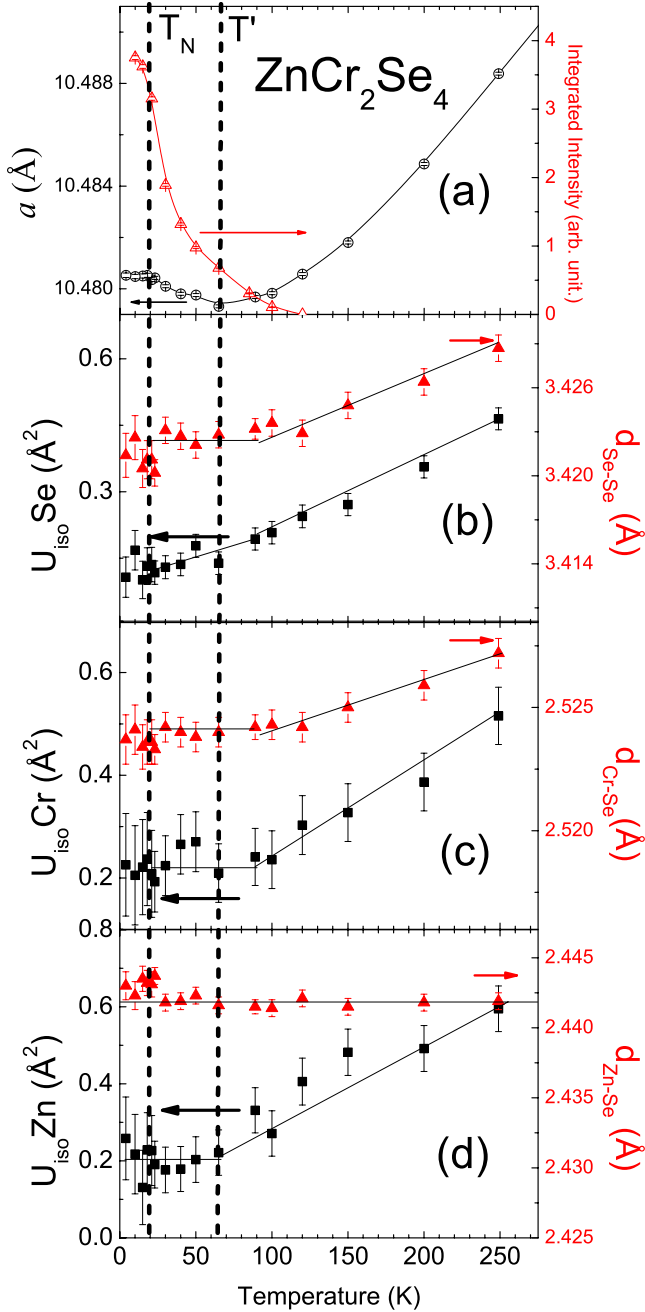 T_N T'
ZnCr₂Se₄
10.488
10.484
10.480
a (Å)
4
3
2
1
0
Integrated
Intensity (arb. unit.)
(a)
0.6
0.3
U_iso Se (Å²)
3.426
3.420
3.414
d_Se-Se (Å)
(b)
0.6
0.4
0.2
U_iso Cr (Å²)
2.525
2.520
d_Cr-Se (Å)
(c)
0.8
0.6
0.4
0.2
0.0
U_iso Zn (Å²)
2.445
2.440
2.435
2.430
2.425
d_Zn-Se (Å)
(d)
0 50 100 150 200 250
Temperature (K)